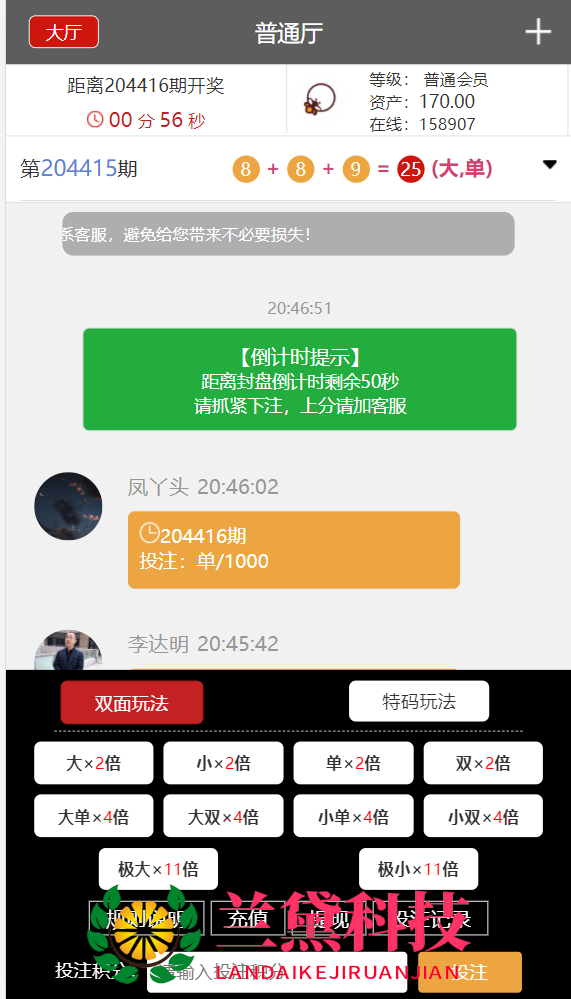 大厅 普通厅
距离204416期开奖
00 分 56 秒
等级： 普通会员
资产：170.00
在线：158907
第204415期 8 + 8 + 9 = 25 (大,单)
系客服，避免给您带来不必要损失！
20:46:51
【倒计时提示】
距离封盘倒计时剩余50秒
请抓紧下注，上分请加客服
凤丫头 20:46:02
204416期
投注：单/1000
李达明 20:45:42
双面玩法 特码玩法
大×2倍 小×2倍 单×2倍 双×2倍
大单×4倍 大双×4倍 小单×4倍 小双×4倍
极大×11倍 极小×11倍
规则说明 充值 提现 投注记录
兰黛科技
投注积分： 请输入投注积分 投注
LANDAIKEJIRUANJIAN